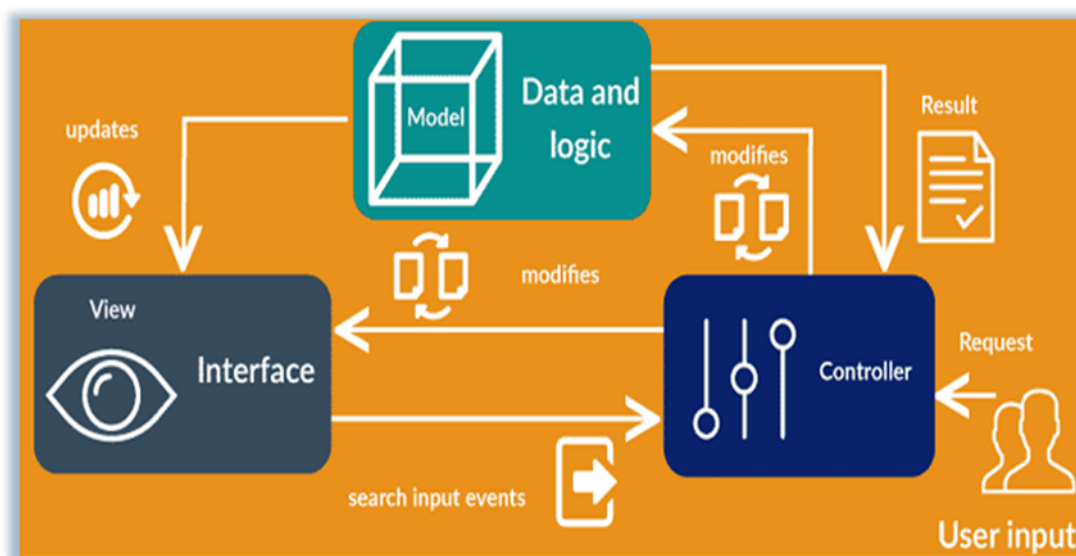 Model
Data and
logic
Result
updates
modifies
modifies
View
Interface
Controller
Request
search input events
User input